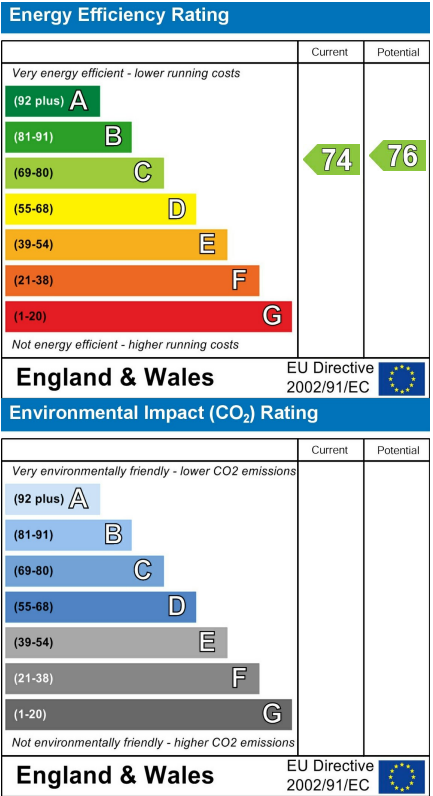 Energy Efficiency Rating
Current Potential
Very energy efficient - lower running costs
(92 plus) A
(81-91) B
(69-80) C
74 76
(55-68) D
(39-54) E
(21-38) F
(1-20) G
Not energy efficient - higher running costs
England & Wales
EU Directive
2002/91/EC
Environmental Impact (CO₂) Rating
Current Potential
Very environmentally friendly - lower CO2 emissions
(92 plus) A
(81-91) B
(69-80) C
(55-68) D
(39-54) E
(21-38) F
(1-20) G
Not environmentally friendly - higher CO2 emissions
England & Wales
EU Directive
2002/91/EC